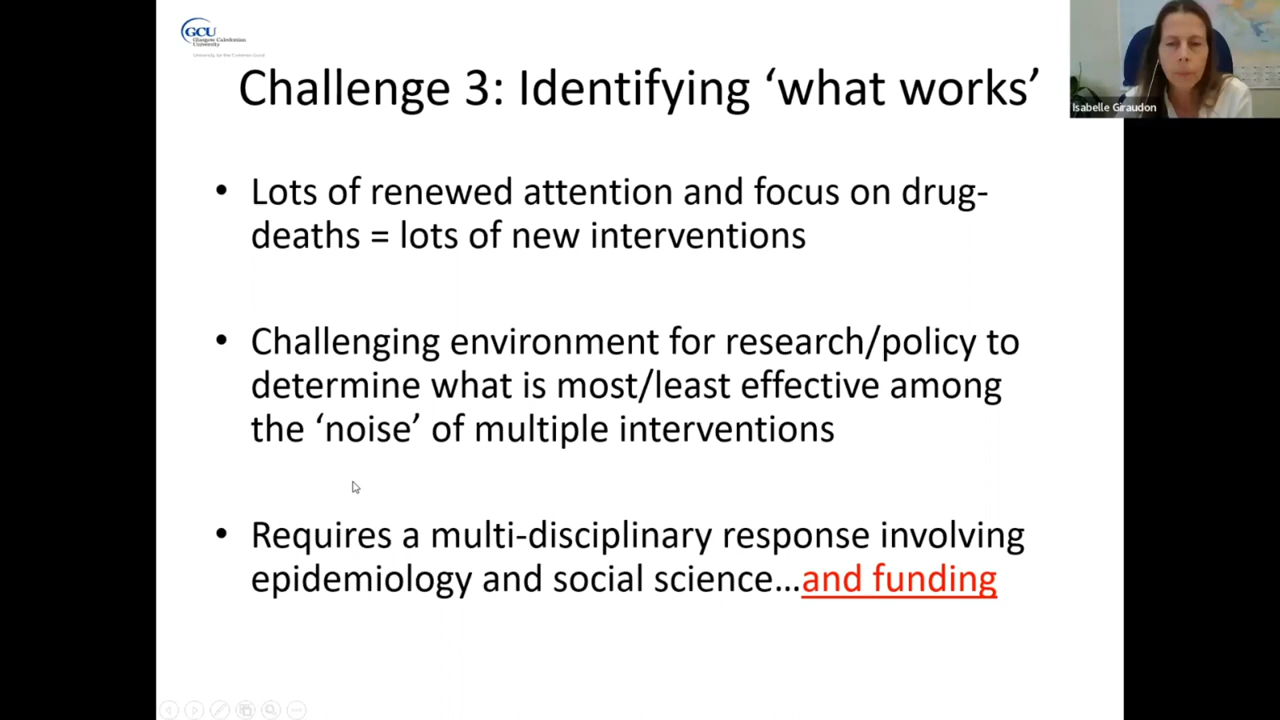 GCU
Glasgow Caledonian
University
University for the Common Good
Challenge 3: Identifying ‘what works’
Isabelle Giraudon
• Lots of renewed attention and focus on drug-
deaths = lots of new interventions
• Challenging environment for research/policy to
determine what is most/least effective among
the ‘noise’ of multiple interventions
• Requires a multi-disciplinary response involving
epidemiology and social science…and funding